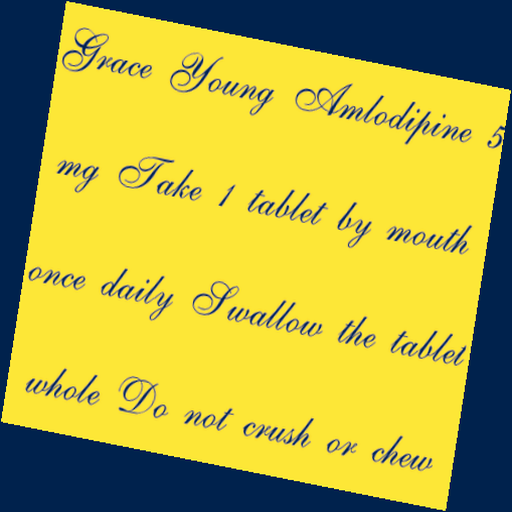 Grace Young Amlodipine 5
mg Take 1 tablet by mouth
once daily Swallow the tablet
whole Do not crush or chew